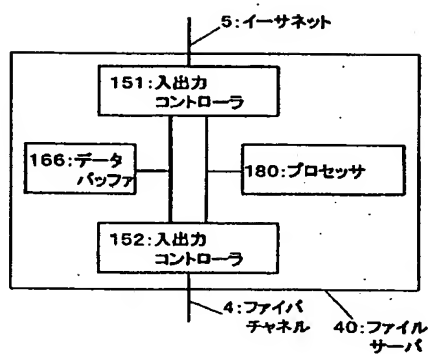 5:イーサネット
151:入出力
コントローラ
166:データ
バッファ
180:プロセッサ
152:入出力
コントローラ
4:ファイバ
チャネル
40:ファイル
サーバ